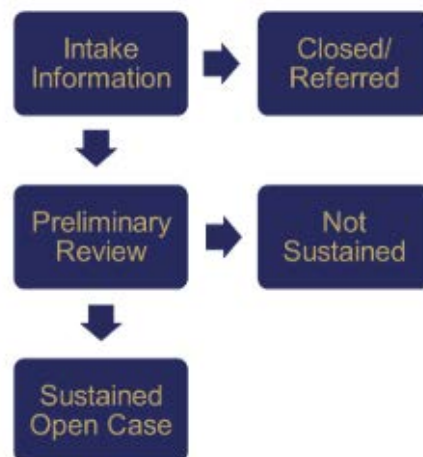 Intake
Information
Closed/
Referred
Preliminary
Review
Not
Sustained
Sustained
Open Case